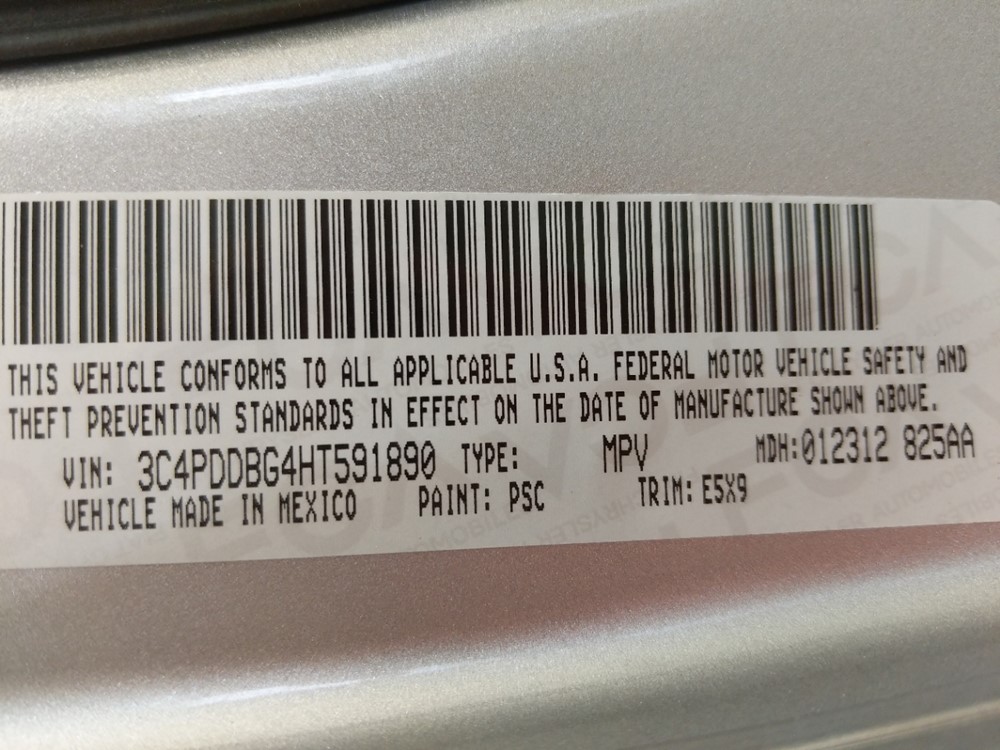 THIS VEHICLE CONFORMS TO ALL APPLICABLE U.S.A. FEDERAL MOTOR VEHICLE SAFETY AND
THEFT PREVENTION STANDARDS IN EFFECT ON THE DATE OF MANUFACTURE SHOWN ABOVE.
VIN: 3C4PDDBG4HT591890 TYPE: MPV MDH:012312 825AA
VEHICLE MADE IN MEXICO PAINT: PSC TRIM: E5X9